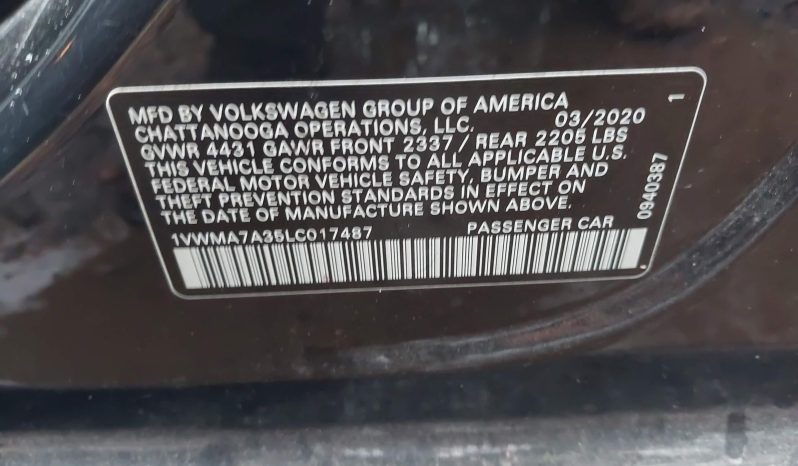 MFD BY VOLKSWAGEN GROUP OF AMERICA
CHATTANOOGA OPERATIONS, LLC. 03/2020
GVWR 4431 GAWR FRONT 2337 / REAR 2205 LBS
THIS VEHICLE CONFORMS TO ALL APPLICABLE U.S.
FEDERAL MOTOR VEHICLE SAFETY, BUMPER AND
THEFT PREVENTION STANDARDS IN EFFECT ON
THE DATE OF MANUFACTURE SHOWN ABOVE.
1VWMA7A35LC017487 PASSENGER CAR
0940387 1